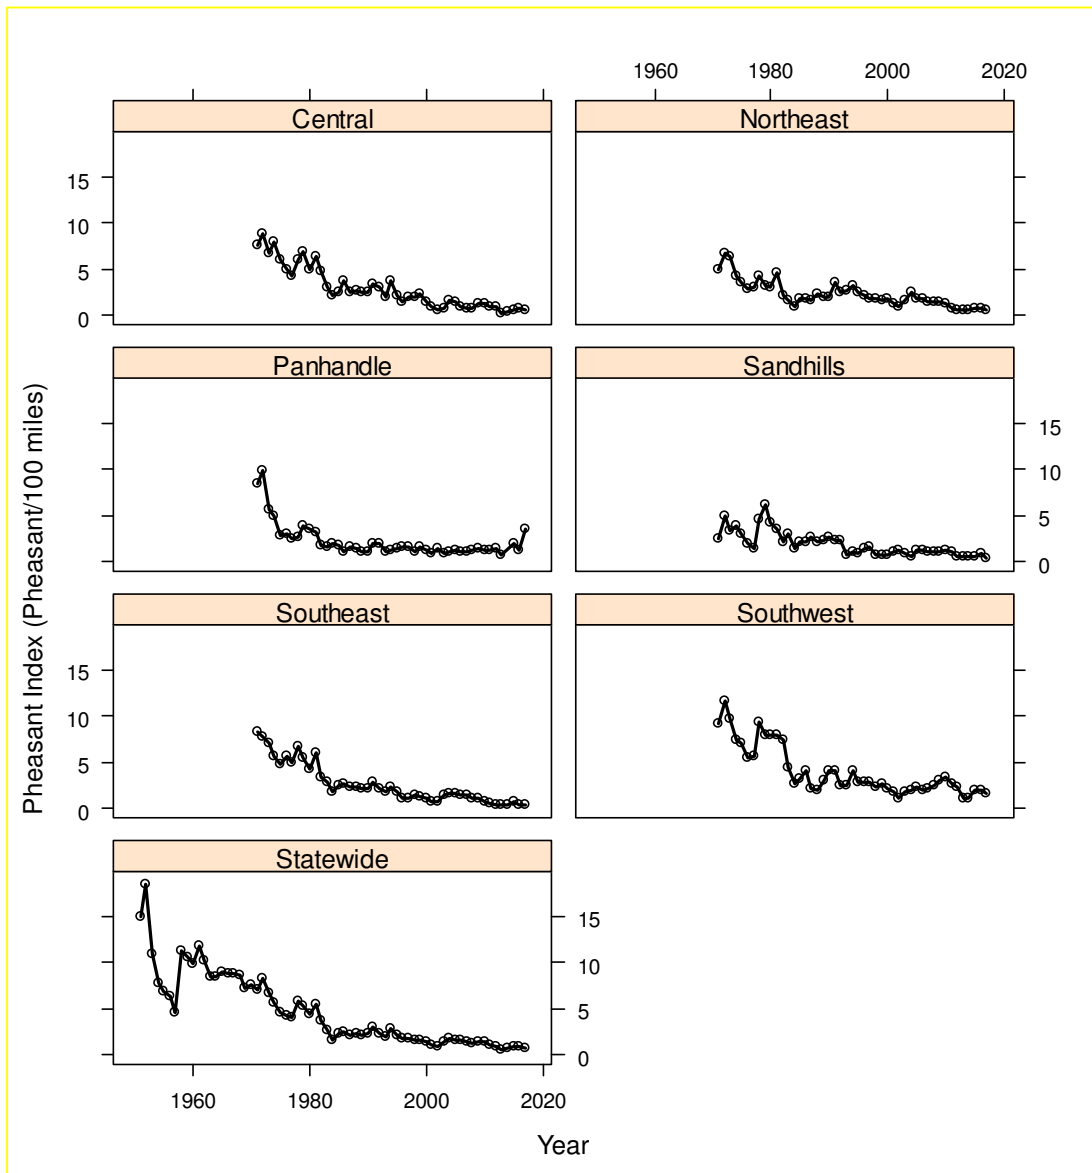 1960 1980 2000 2020
Central
Northeast
15
10
5
0
Panhandle
Sandhills
15
10
5
0
Southeast
Southwest
15
10
5
0
Statewide
15
10
5
0
1960 1980 2000 2020
Year
Pheasant Index (Pheasant/100 miles)